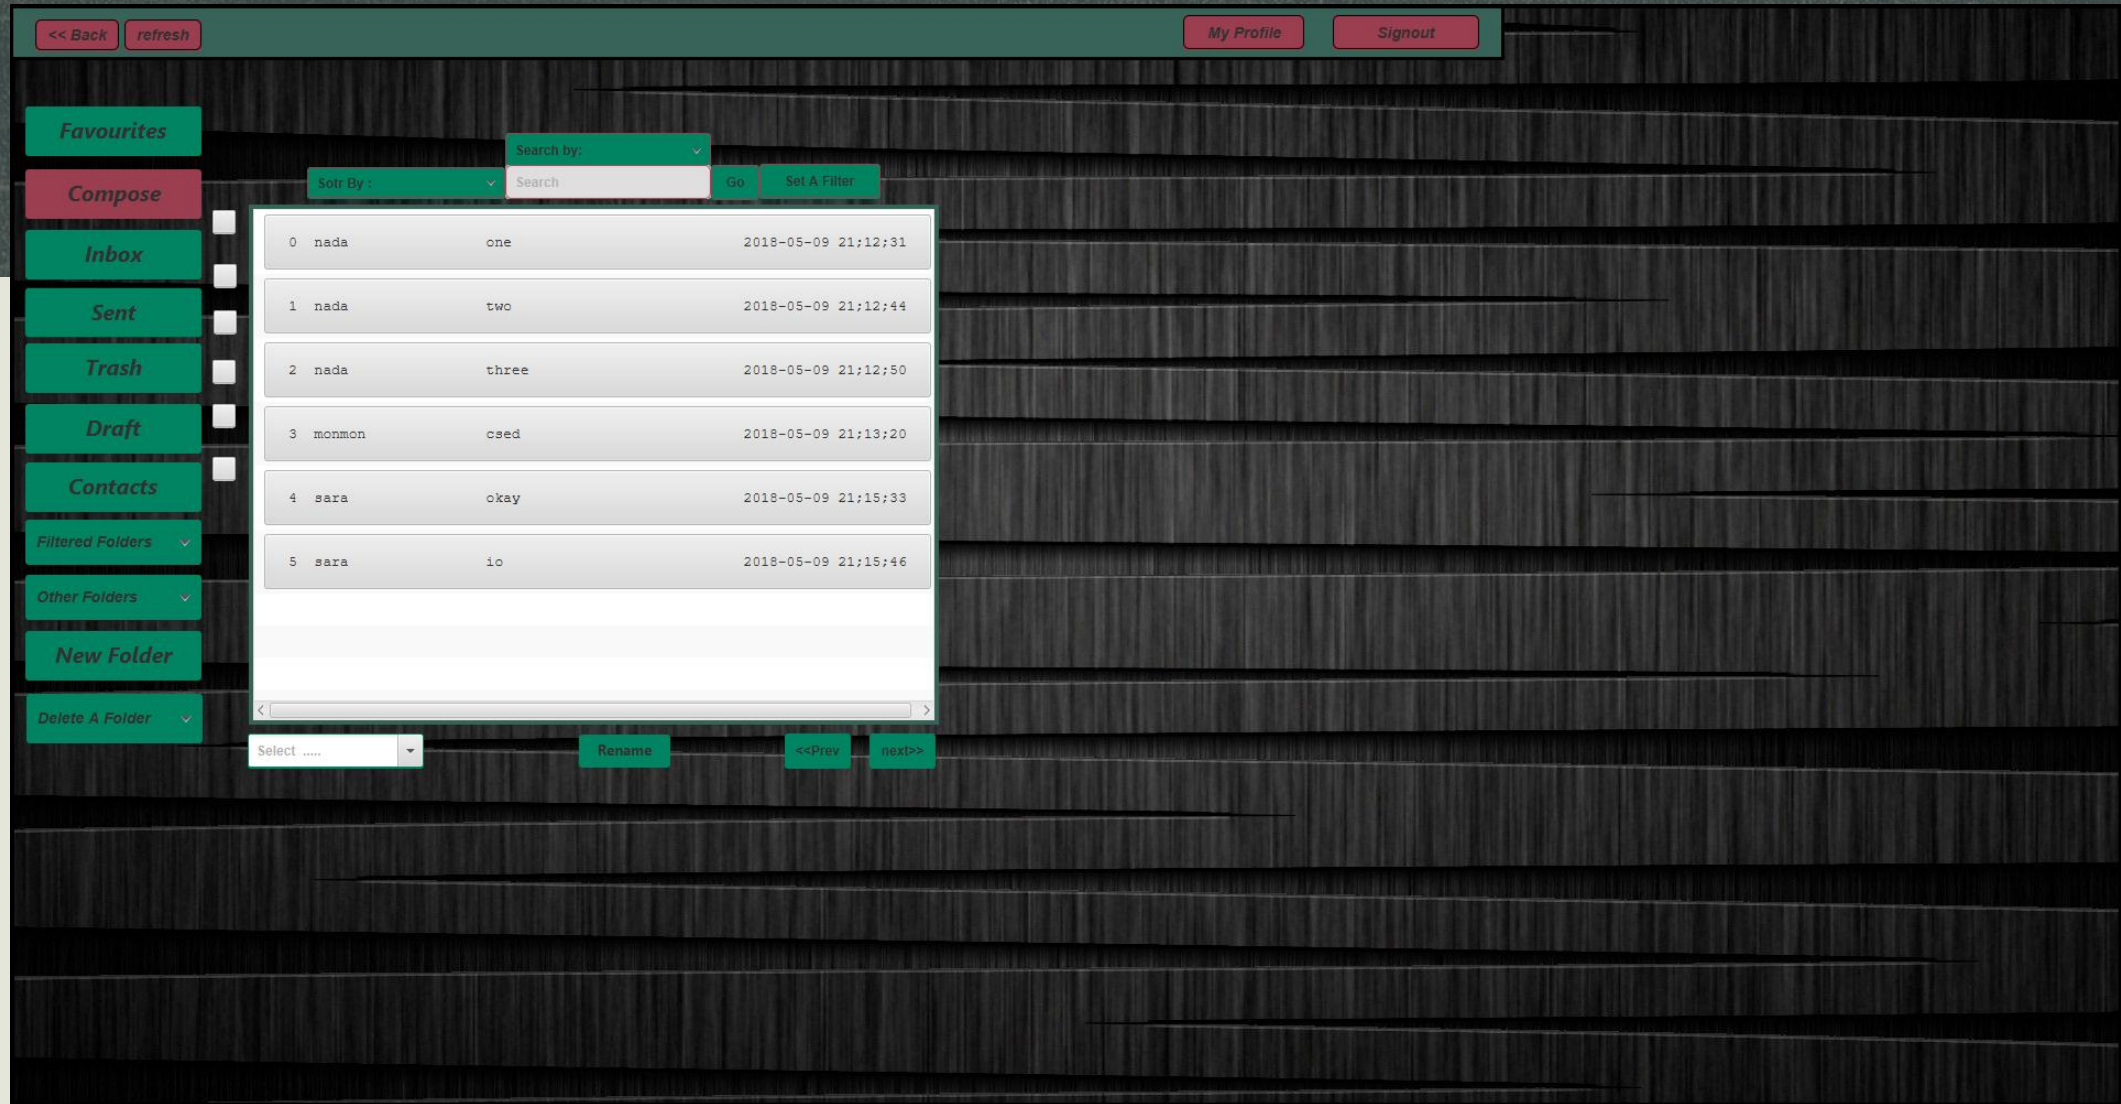 << Back refresh My Profile Signout
Favourites
Compose
Inbox
Sent
Trash
Draft
Contacts
Filtered Folders
Other Folders
New Folder
Delete A Folder
Search by:
Sotr By : Search Go Set A Filter
0 nada one 2018-05-09 21;12;31
1 nada two 2018-05-09 21;12;44
2 nada three 2018-05-09 21;12;50
3 monmon csed 2018-05-09 21;13;20
4 sara okay 2018-05-09 21;15;33
5 sara io 2018-05-09 21;15;46
Select ..... Rename <<Prev next>>